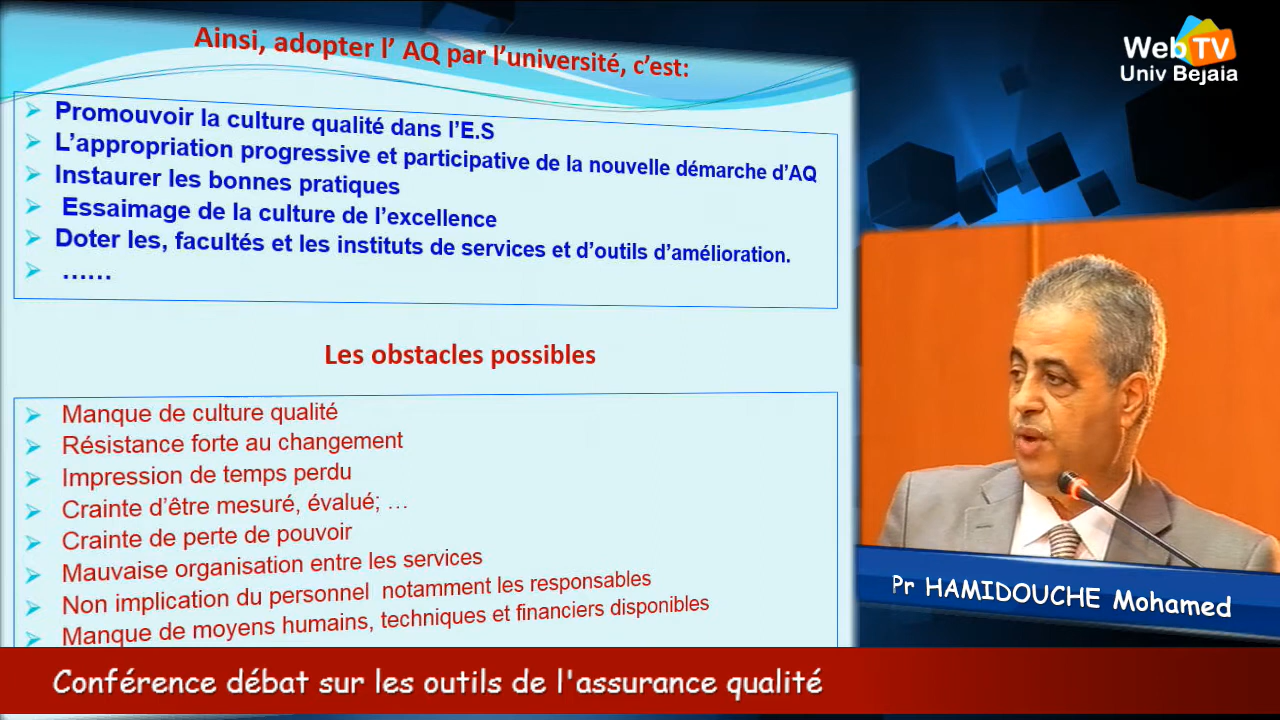 Ainsi, adopter l’ AQ par l’université, c’est:
Promouvoir la culture qualité dans l’E.S
L’appropriation progressive et participative de la nouvelle démarche d’AQ
Instaurer les bonnes pratiques
Essaimage de la culture de l’excellence
Doter les, facultés et les instituts de services et d’outils d’amélioration.
……
Les obstacles possibles
Manque de culture qualité
Résistance forte au changement
Impression de temps perdu
Crainte d’être mesuré, évalué; …
Crainte de perte de pouvoir
Mauvaise organisation entre les services
Non implication du personnel notamment les responsables
Manque de moyens humains, techniques et financiers disponibles
Web TV
Univ Bejaia
Pr HAMIDOUCHE Mohamed
Conférence débat sur les outils de l'assurance qualité